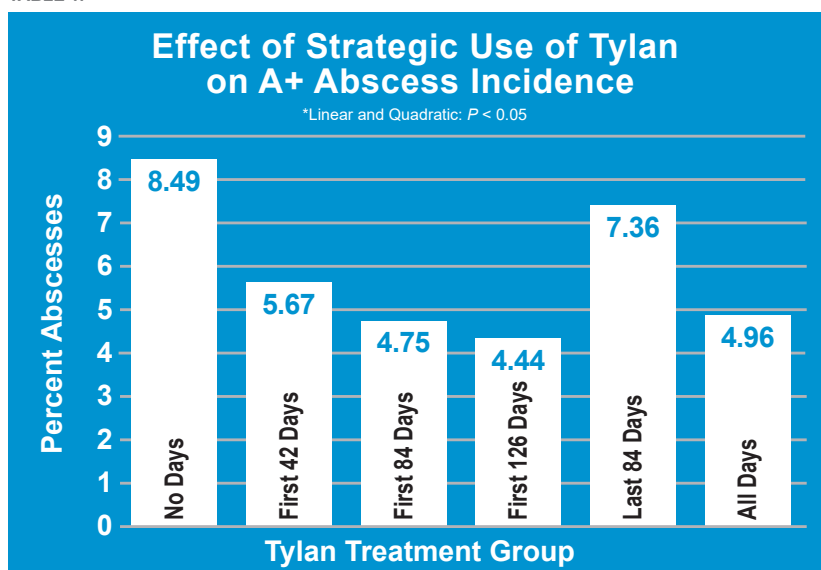 Effect of Strategic Use of Tylan
on A+ Abscess Incidence
*Linear and Quadratic: P < 0.05
Percent Abscesses
9
8
7
6
5
4
3
2
1
0
8.49
5.67
4.75
4.44
7.36
4.96
No Days
First 42 Days
First 84 Days
First 126 Days
Last 84 Days
All Days
Tylan Treatment Group